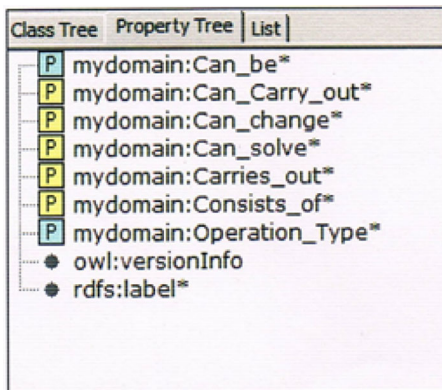 Class Tree Property Tree List
P mydomain:Can_be*
P mydomain:Can_Carry_out*
P mydomain:Can_change*
P mydomain:Can_solve*
P mydomain:Carries_out*
P mydomain:Consists_of*
P mydomain:Operation_Type*
owl:versionInfo
rdfs:label*